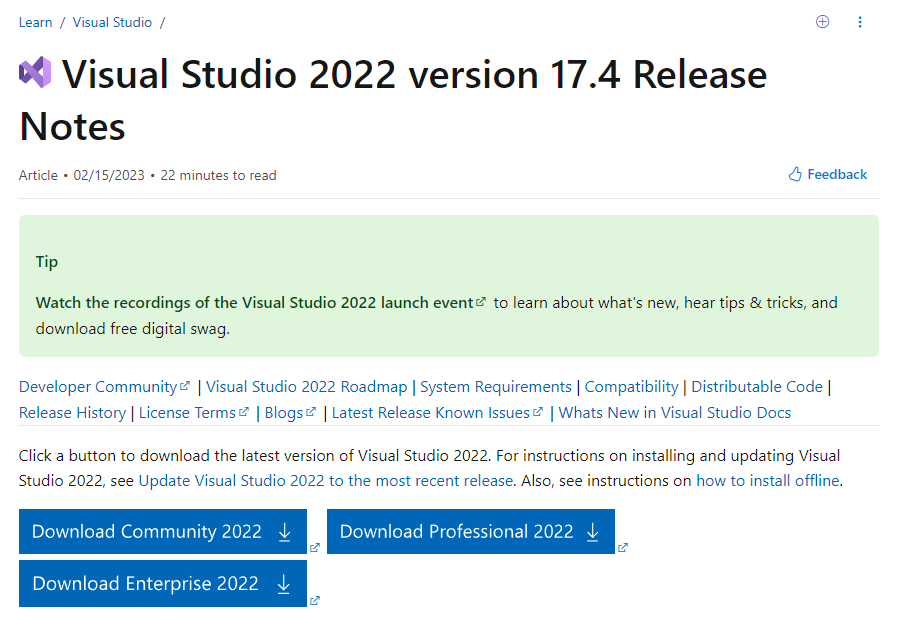 Learn / Visual Studio /
Visual Studio 2022 version 17.4 Release
Notes
Article • 02/15/2023 • 22 minutes to read
Feedback
Tip
Watch the recordings of the Visual Studio 2022 launch event to learn about what's new, hear tips & tricks, and
download free digital swag.
Developer Community | Visual Studio 2022 Roadmap | System Requirements | Compatibility | Distributable Code |
Release History | License Terms | Blogs | Latest Release Known Issues | Whats New in Visual Studio Docs
Click a button to download the latest version of Visual Studio 2022. For instructions on installing and updating Visual
Studio 2022, see Update Visual Studio 2022 to the most recent release. Also, see instructions on how to install offline.
Download Community 2022
Download Professional 2022
Download Enterprise 2022